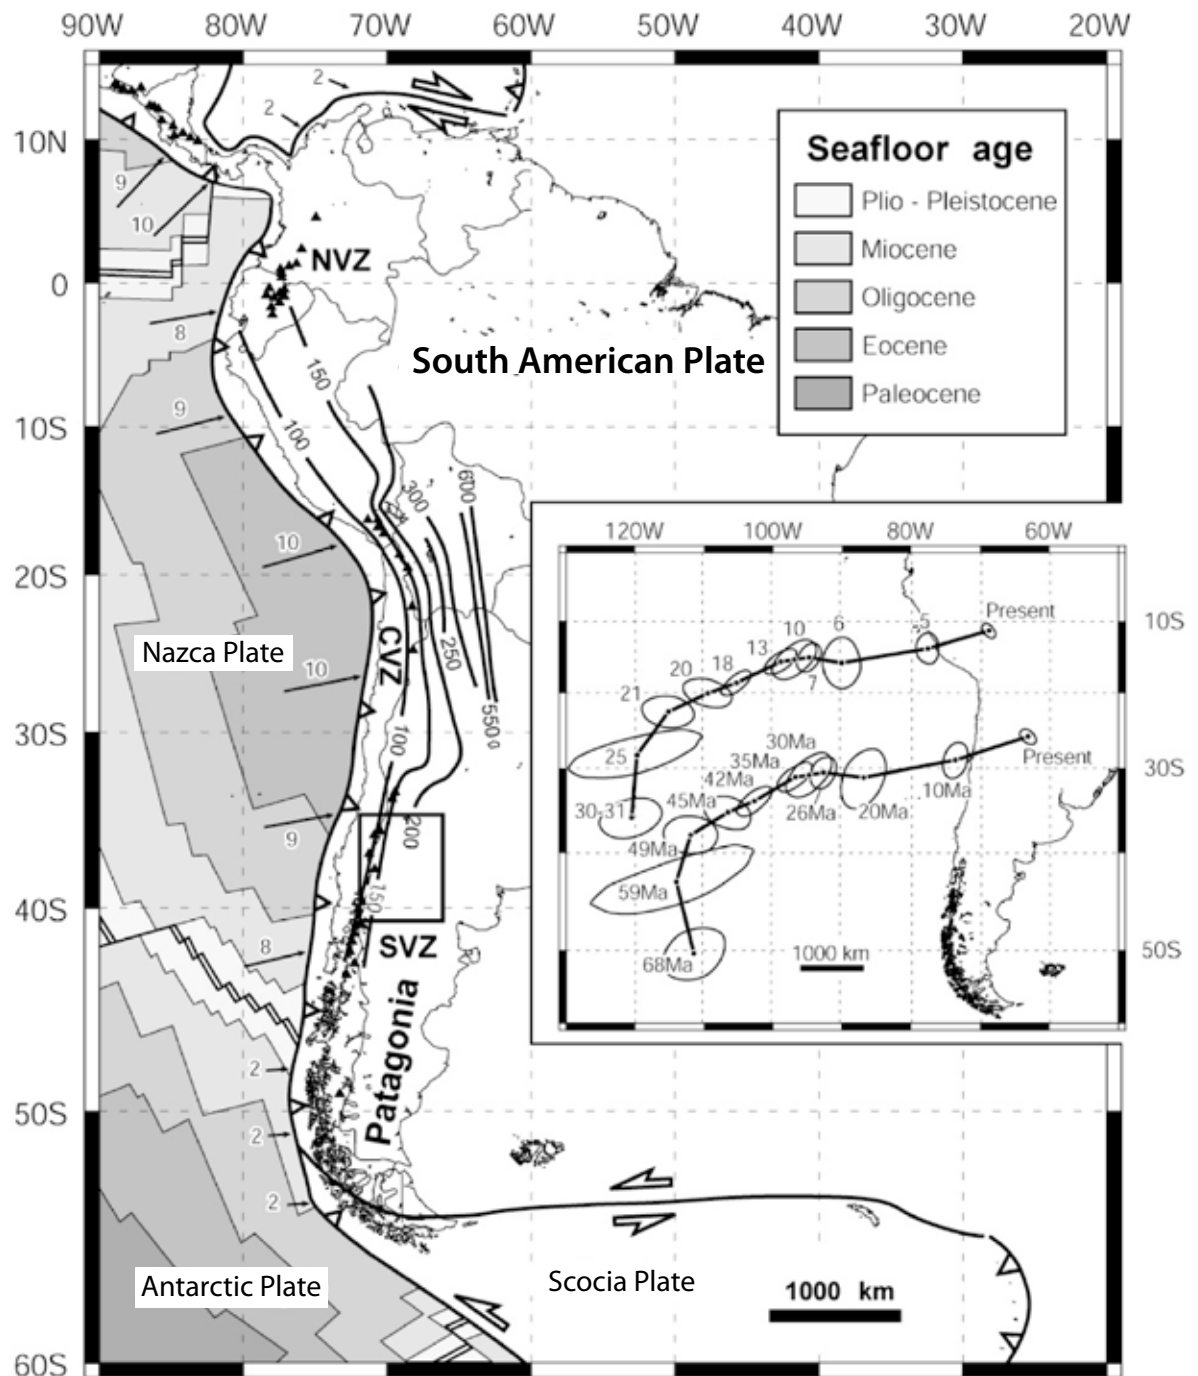 90W 80W 70W 60W 50W 40W 30W 20W
10N
0
10S
20S
30S
40S
50S
60S
2
2
9
10
8
9
10
10
9
8
2
2
2
NVZ
South American Plate
150
100
300
600
CVZ
250
550
100
200
150
SVZ
Patagonia
Nazca Plate
Antarctic Plate
Scocia Plate
1000 km
Seafloor age
Plio - Pleistocene
Miocene
Oligocene
Eocene
Paleocene
120W 100W 80W 60W
10S
30S
50S
Present
5
6
7
10
13
18
20
21
25
30-31
Present
10Ma
20Ma
26Ma
30Ma
35Ma
42Ma
45Ma
49Ma
59Ma
68Ma
1000 km